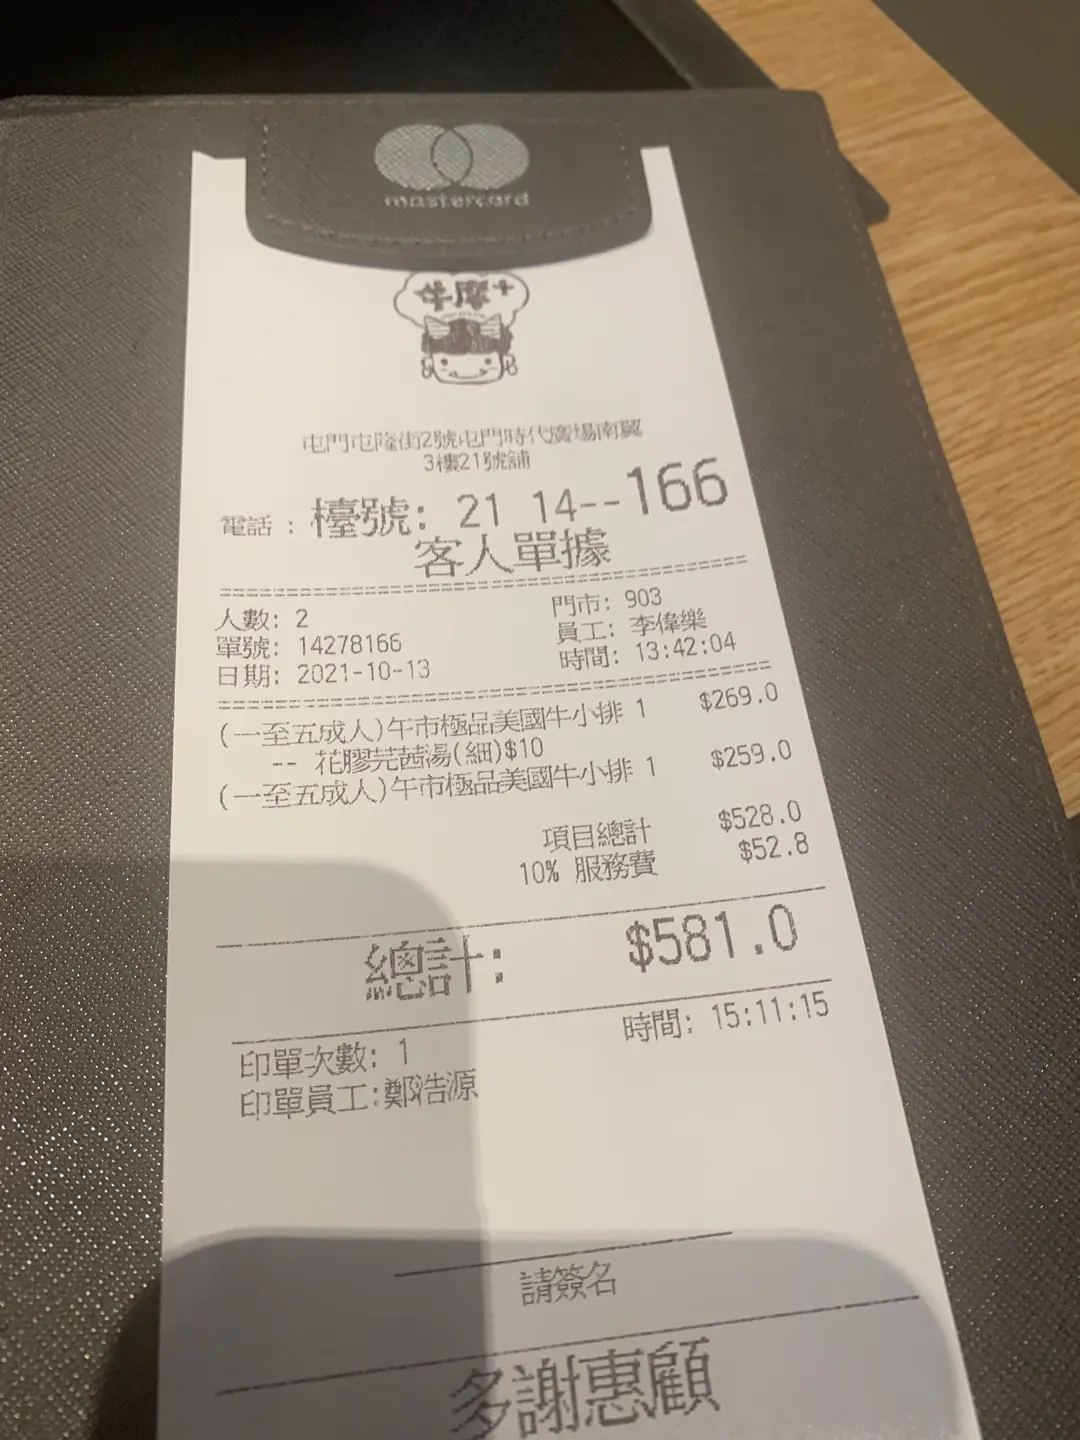 mastercard
牛摩+
屯門屯隆街2號屯門時代廣場南翼
3樓21號舖
電話 : 檯號: 21 14--166
客人單據
人數: 2 門市: 903
單號: 14278166 員工: 李偉樂
日期: 2021-10-13 時間: 13:42:04
(一至五成人)午市極品美國牛小排 1 $269.0
-- 花膠芫茜湯(細)$10
(一至五成人)午市極品美國牛小排 1 $259.0
項目總計 $528.0
10% 服務費 $52.8
總計: $581.0
時間: 15:11:15
印單次數: 1
印單員工:鄭浩源
請簽名
多謝惠顧